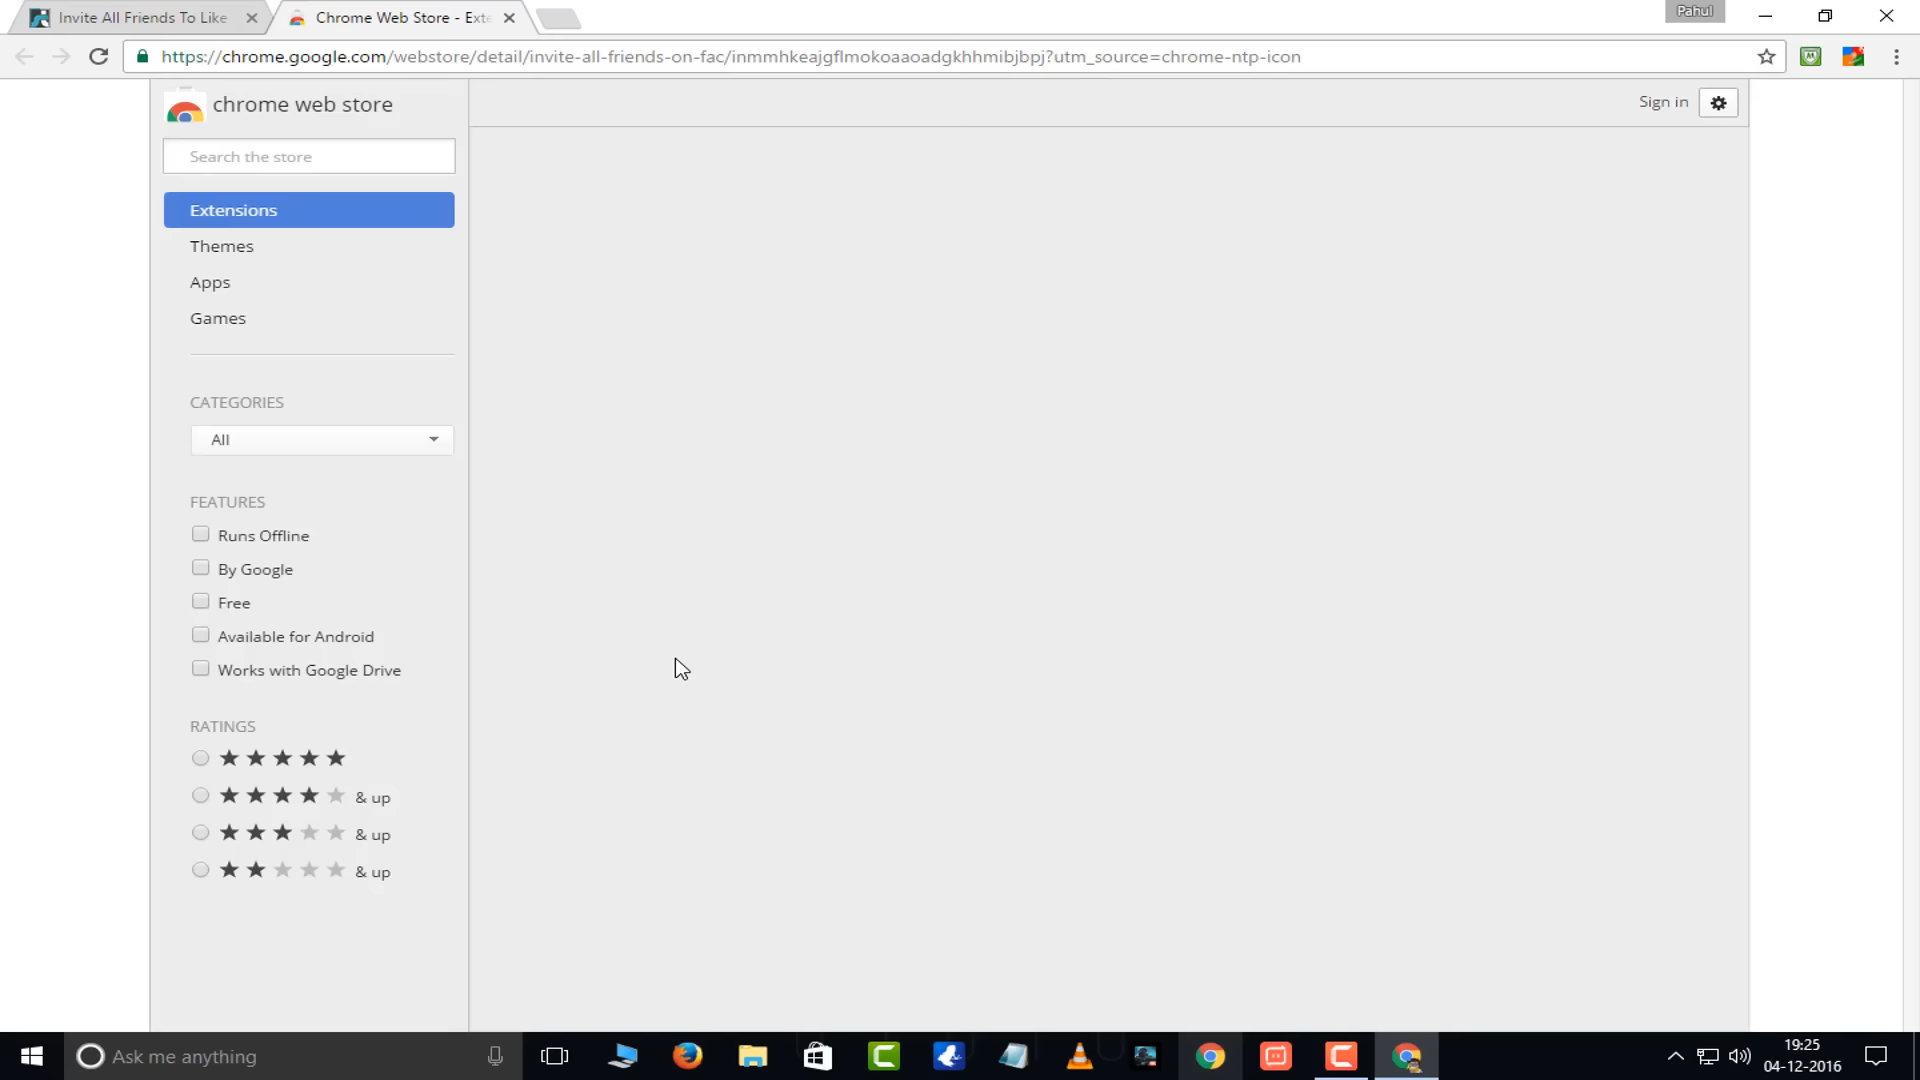 Invite All Friends To Like
Chrome Web Store - Exte
Pahul
https://chrome.google.com/webstore/detail/invite-all-friends-on-fac/inmmhkeajgflmokoaaoadgkhhmibjbpj?utm_source=chrome-ntp-icon
chrome web store
Sign in
Search the store
Extensions
Themes
Apps
Games
CATEGORIES
All
FEATURES
Runs Offline
By Google
Free
Available for Android
Works with Google Drive
RATINGS
& up
& up
& up
Ask me anything
19:25
04-12-2016